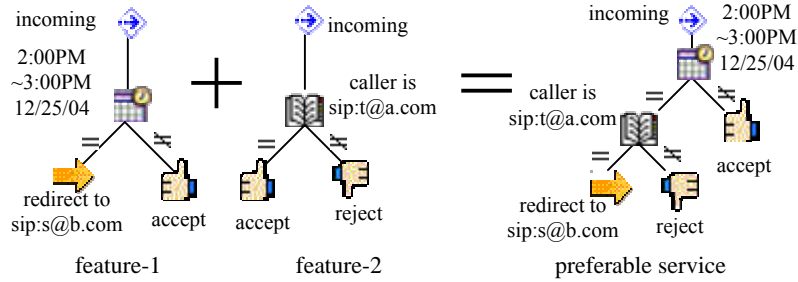 incoming
2:00PM
~3:00PM
12/25/04
=
≠
redirect to
sip:s@b.com
accept
feature-1
+
incoming
caller is
sip:t@a.com
=
≠
accept
reject
feature-2
=
incoming
2:00PM
~3:00PM
12/25/04
caller is
sip:t@a.com
=
≠
accept
=
≠
redirect to
sip:s@b.com
reject
preferable service